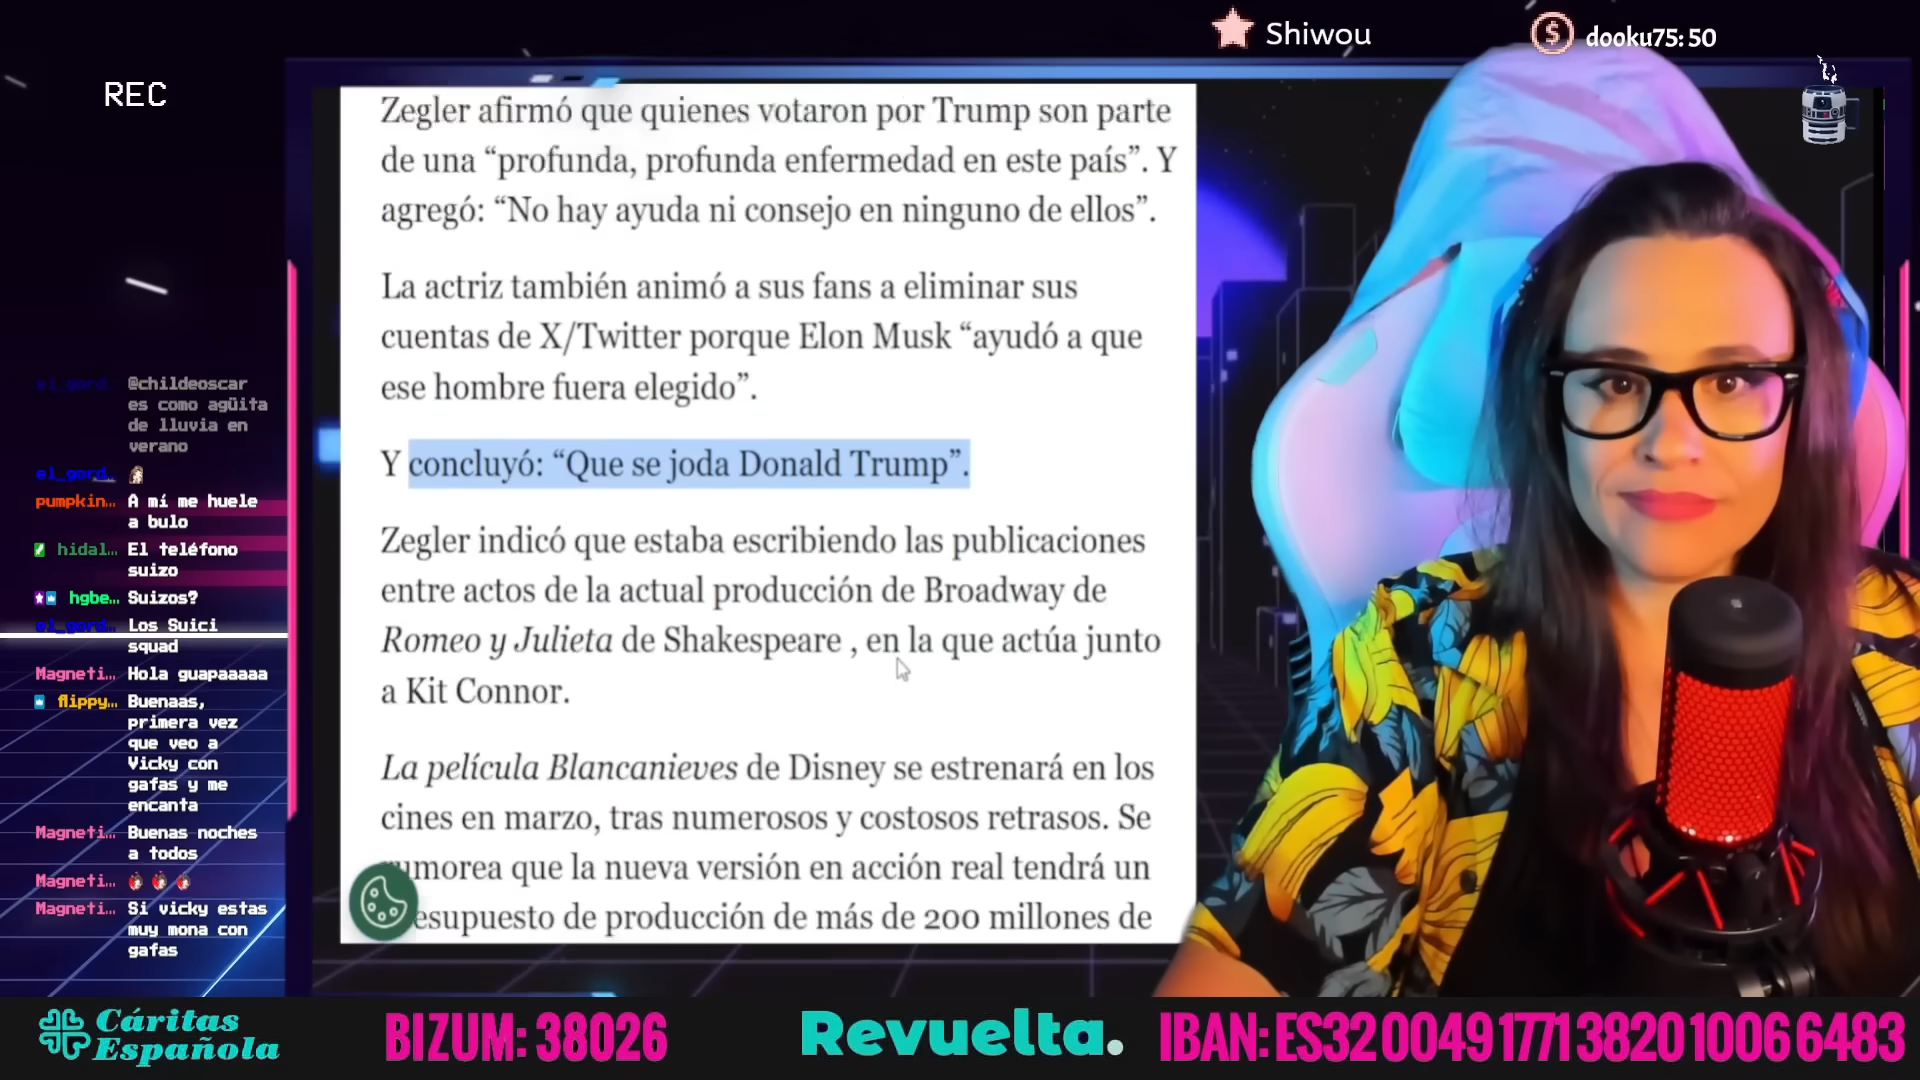 Shiwou
dooku75: 50
REC
Zegler afirmó que quienes votaron por Trump son parte
de una “profunda, profunda enfermedad en este país”. Y
agregó: “No hay ayuda ni consejo en ninguno de ellos”.
La actriz también animó a sus fans a eliminar sus
cuentas de X/Twitter porque Elon Musk “ayudó a que
ese hombre fuera elegido”.
Y concluyó: “Que se joda Donald Trump”.
Zegler indicó que estaba escribiendo las publicaciones
entre actos de la actual producción de Broadway de
Romeo y Julieta de Shakespeare , en la que actúa junto
a Kit Connor.
La película Blancanieves de Disney se estrenará en los
cines en marzo, tras numerosos y costosos retrasos. Se
umorea que la nueva versión en acción real tendrá un
esupuesto de producción de más de 200 millones de
el_gord... @childeoscar
es como agüita
de lluvia en
verano
el_gord...
pumpkin... A mí me huele
a bulo
hidal... El teléfono
suizo
hgbe... Suizos?
el_gord... Los Suici
squad
Magneti... Hola guapaaaaa
flippy... Buenaas,
primera vez
que veo a
Vicky con
gafas y me
encanta
Magneti... Buenas noches
a todos
Magneti...
Magneti... Si vicky estas
muy mona con
gafas
Cáritas
Española
BIZUM: 38026
Revuelta.
IBAN: ES32 0049 1771 3820 1006 6483